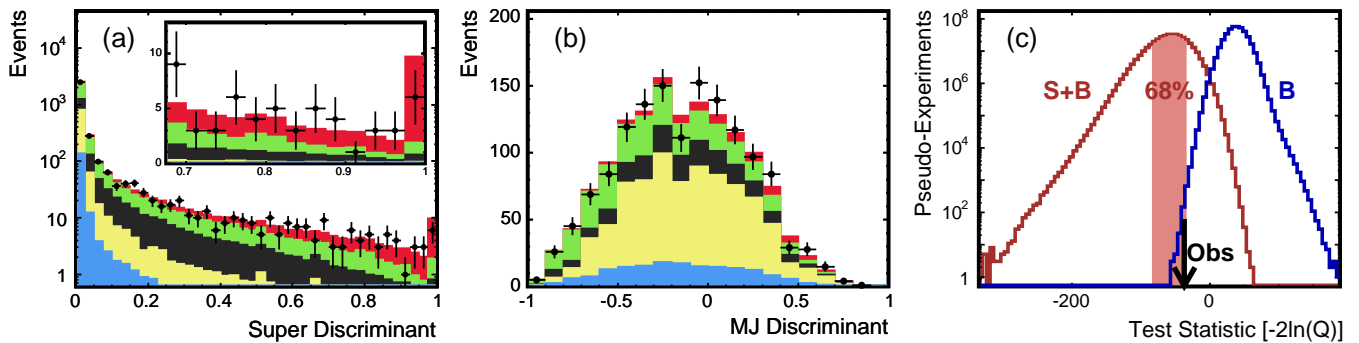 (a)
Events
10⁴
10³
10²
10
1
0 0.2 0.4 0.6 0.8 1
Super Discriminant
10
5
0
0.7 0.8 0.9 1
(b)
Events
200
150
100
50
0
-1 -0.5 0 0.5 1
MJ Discriminant
(c)
Pseudo-Experiments
10⁸
10⁶
10⁴
10²
1
S+B 68% B
Obs
-200 0
Test Statistic [-2ln(Q)]